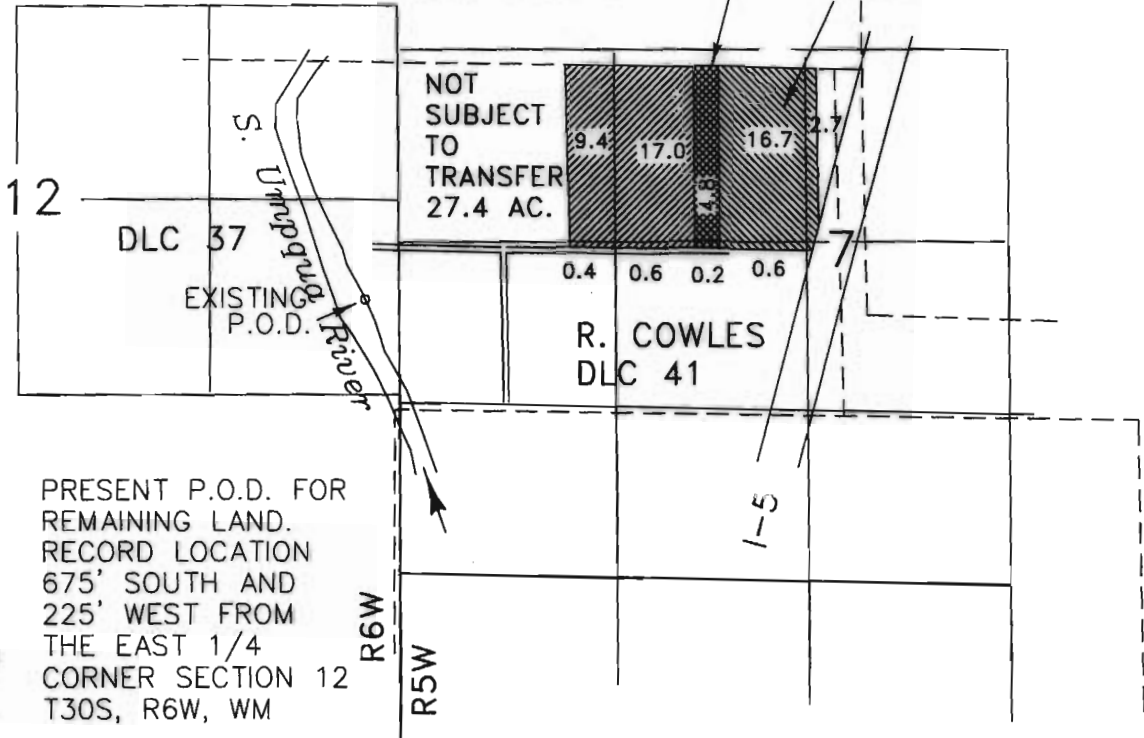 NOT
SUBJECT
TO
TRANSFER
27.4 AC.
9.4
17.0
4.8
16.7
2.7
S. Umpqua River
12
DLC 37
7
0.4 0.6 0.2 0.6
EXISTING
P.O.D.
R. COWLES
DLC 41
I-5
PRESENT P.O.D. FOR
REMAINING LAND.
RECORD LOCATION
675' SOUTH AND
225' WEST FROM
THE EAST 1/4
CORNER SECTION 12
T30S, R6W, WM
R6W
R5W